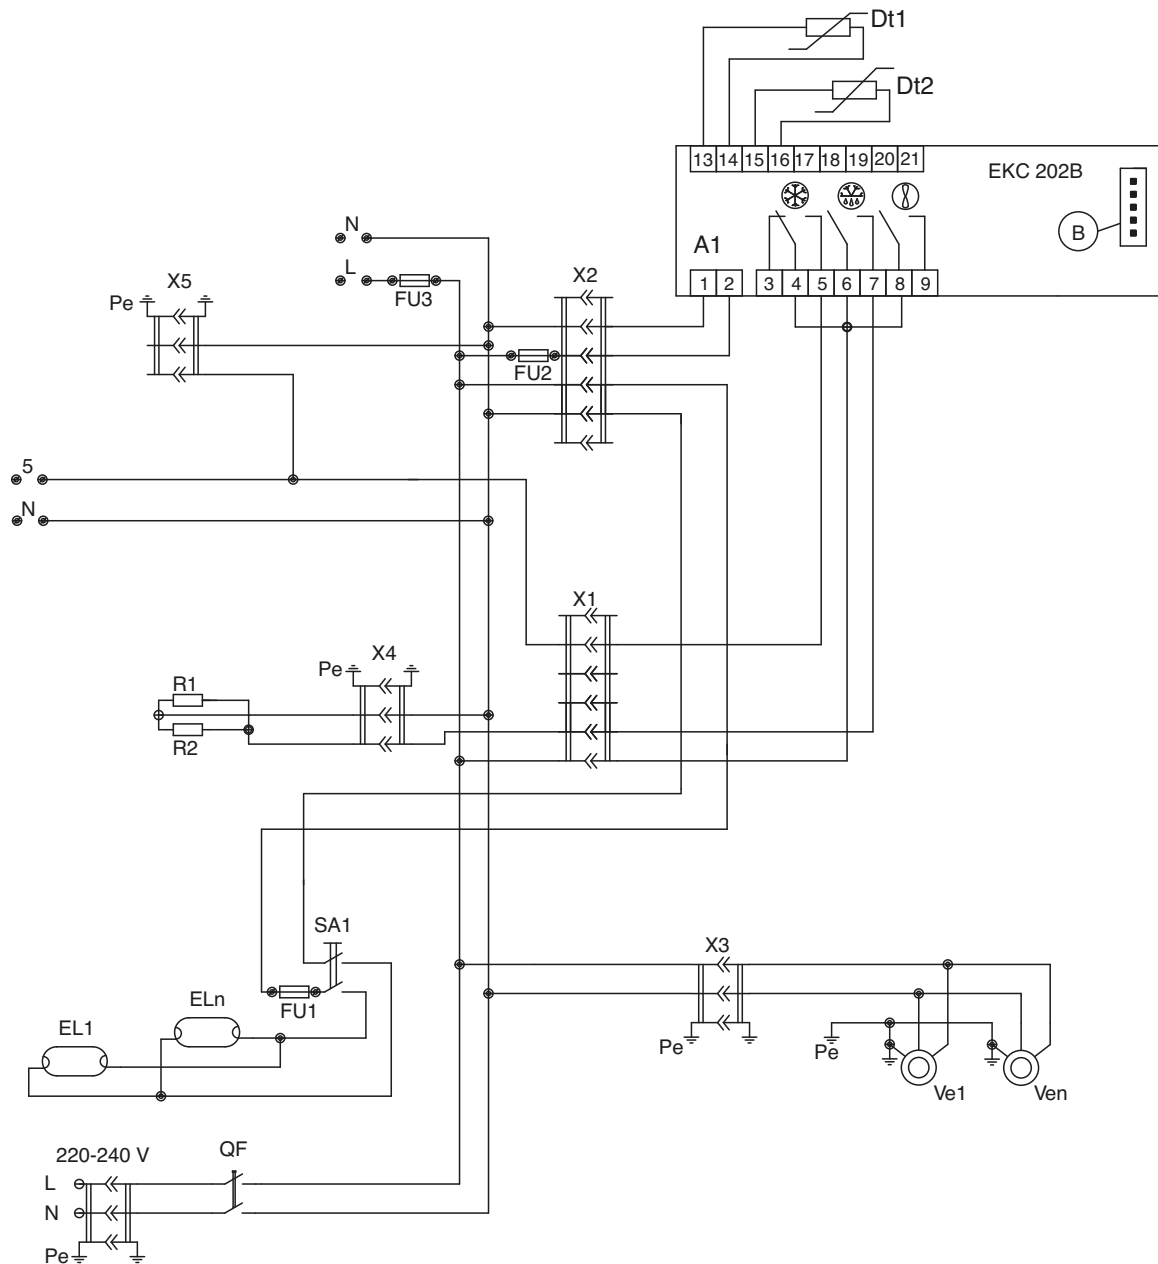 Dt1
Dt2
13 14 15 16 17 18 19 20 21
EKC 202B
B
A1
1 2 3 4 5 6 7 8 9
N
L
FU3
X2
X5
Pe
FU2
5
N
X1
X4
Pe
R1
R2
SA1
X3
FU1
ELn
EL1
Pe
Pe
Ve1
Ven
220-240 V
QF
L
N
Pe